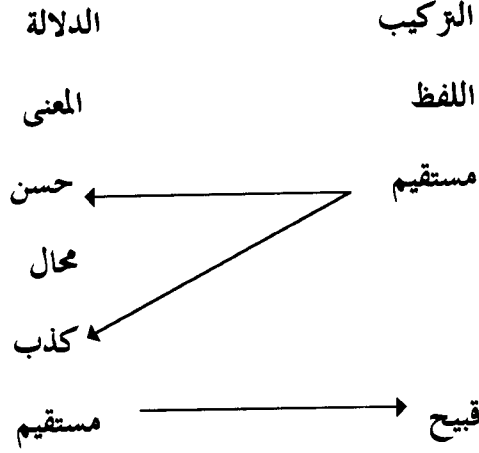 التركيب الدلالة
اللفظ المعنى
مستقيم حسن
محال
كذب
قبيح مستقيم